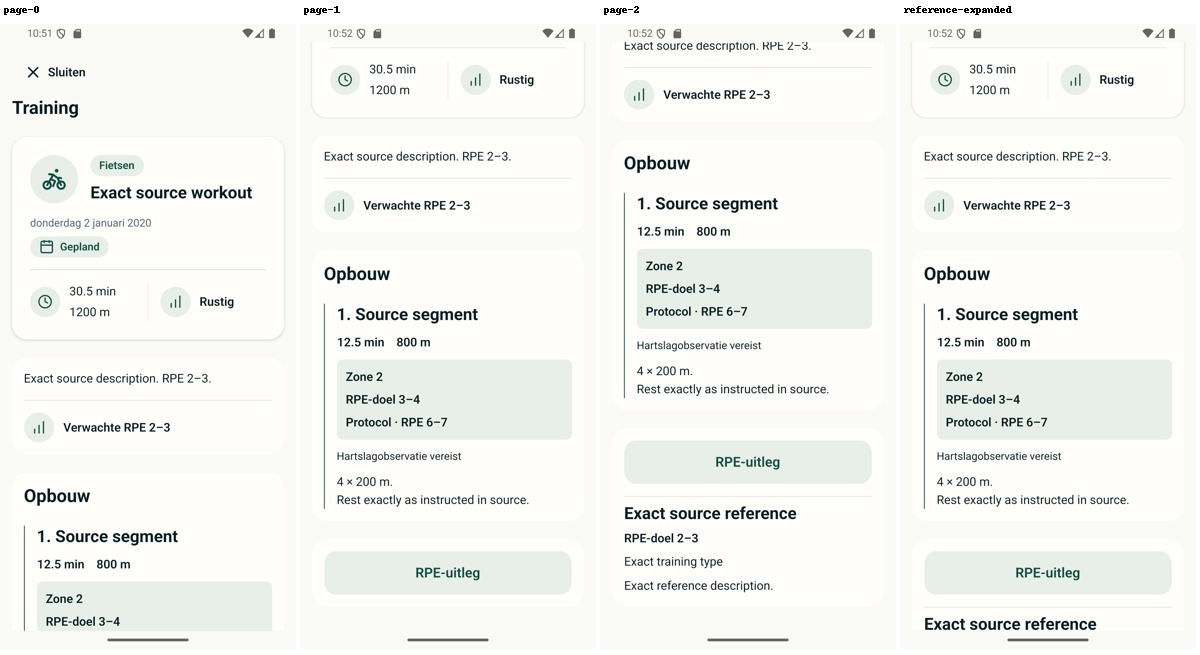 page-0
10:51
Sluiten
Training
Fietsen
Exact source workout
donderdag 2 januari 2020
Gepland
30.5 min
1200 m
Rustig
Exact source description. RPE 2–3.
Verwachte RPE 2–3
Opbouw
1. Source segment
12.5 min 800 m
Zone 2
RPE-doel 3–4
page-1
10:52
30.5 min
1200 m
Rustig
Exact source description. RPE 2–3.
Verwachte RPE 2–3
Opbouw
1. Source segment
12.5 min 800 m
Zone 2
RPE-doel 3–4
Protocol · RPE 6–7
Hartslagobservatie vereist
4 × 200 m.
Rest exactly as instructed in source.
RPE-uitleg
page-2
10:52
Exact source description. RPE 2–3.
Verwachte RPE 2–3
Opbouw
1. Source segment
12.5 min 800 m
Zone 2
RPE-doel 3–4
Protocol · RPE 6–7
Hartslagobservatie vereist
4 × 200 m.
Rest exactly as instructed in source.
RPE-uitleg
Exact source reference
RPE-doel 2–3
Exact training type
Exact reference description.
reference-expanded
10:52
30.5 min
1200 m
Rustig
Exact source description. RPE 2–3.
Verwachte RPE 2–3
Opbouw
1. Source segment
12.5 min 800 m
Zone 2
RPE-doel 3–4
Protocol · RPE 6–7
Hartslagobservatie vereist
4 × 200 m.
Rest exactly as instructed in source.
RPE-uitleg
Exact source reference